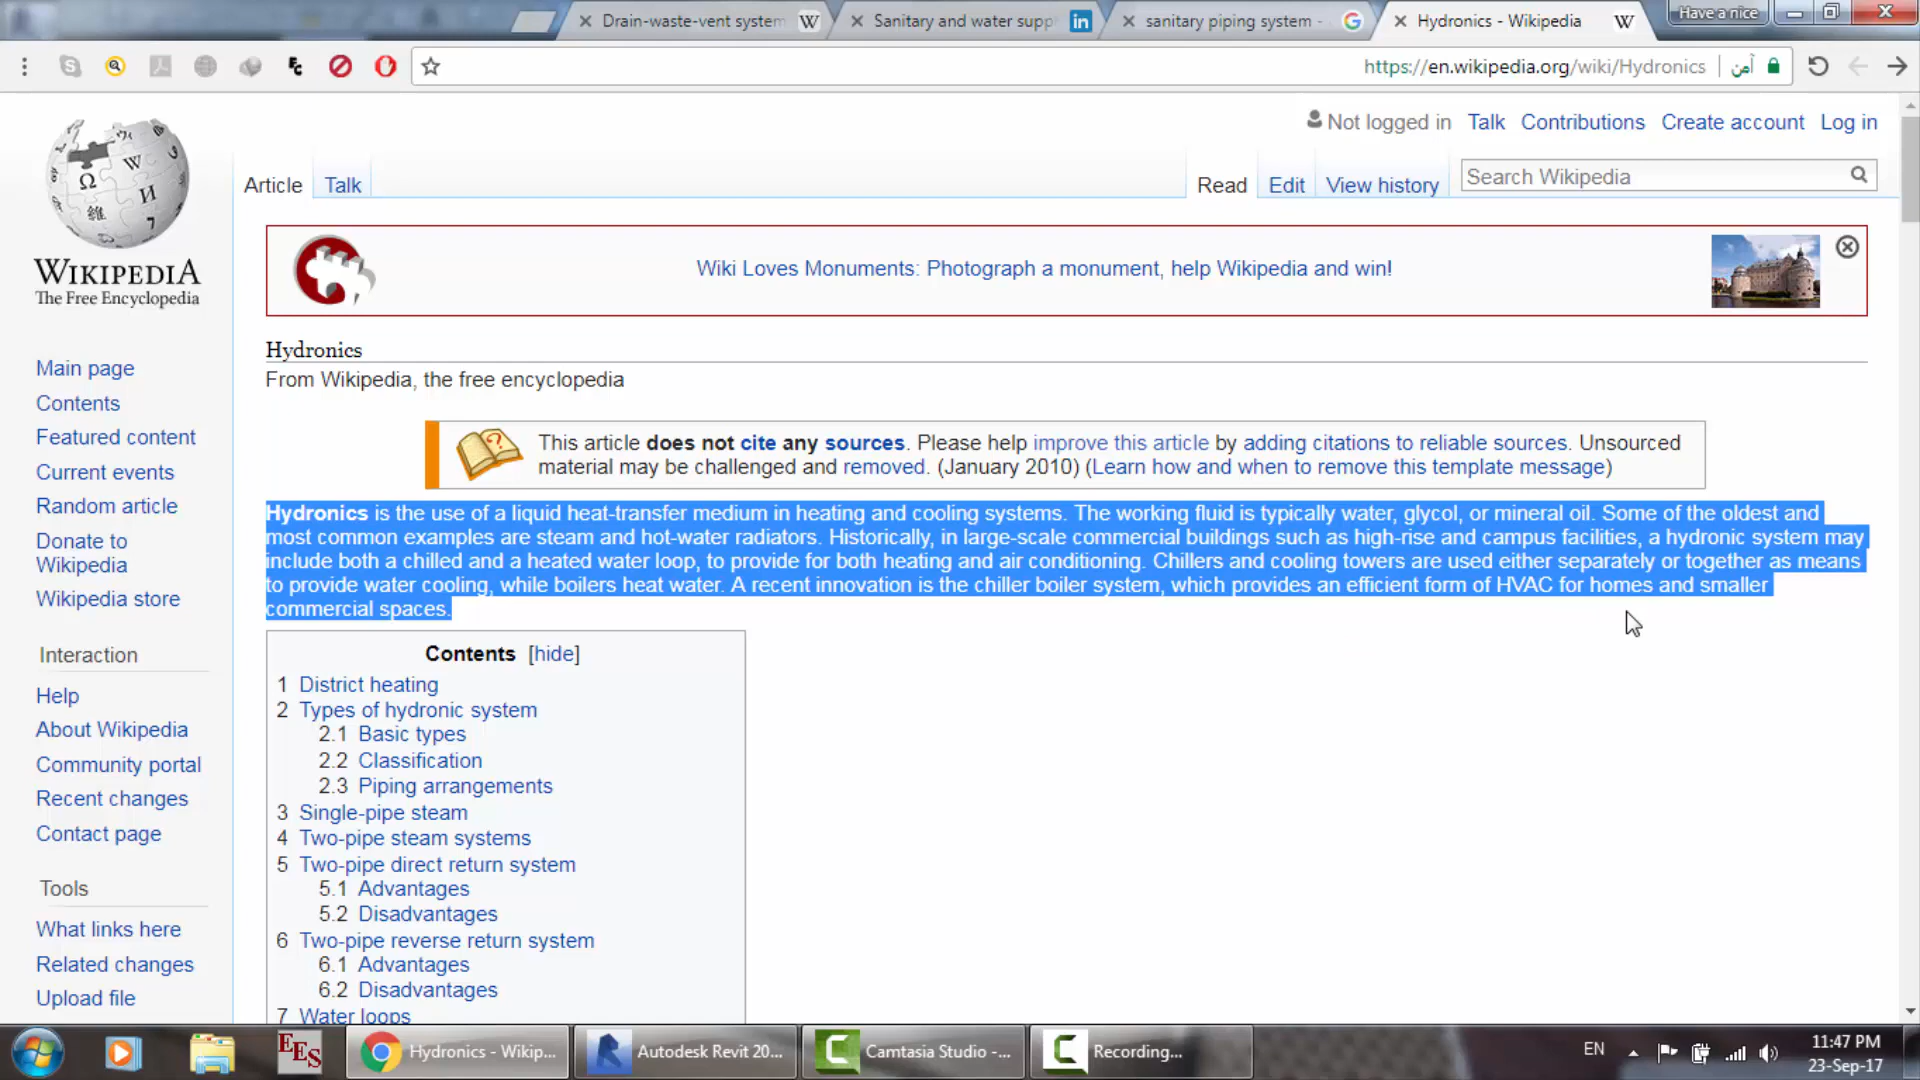 Drain-waste-vent system
Sanitary and water supp
sanitary piping system -
Hydronics - Wikipedia
Have a nice
https://en.wikipedia.org/wiki/Hydronics
آمن
Not logged in Talk Contributions Create account Log in
Article Talk
Read Edit View history
Search Wikipedia
WIKIPEDIA
The Free Encyclopedia
Wiki Loves Monuments: Photograph a monument, help Wikipedia and win!
Hydronics
From Wikipedia, the free encyclopedia
This article does not cite any sources. Please help improve this article by adding citations to reliable sources. Unsourced
material may be challenged and removed. (January 2010) (Learn how and when to remove this template message)
Hydronics is the use of a liquid heat-transfer medium in heating and cooling systems. The working fluid is typically water, glycol, or mineral oil. Some of the oldest and
most common examples are steam and hot-water radiators. Historically, in large-scale commercial buildings such as high-rise and campus facilities, a hydronic system may
include both a chilled and a heated water loop, to provide for both heating and air conditioning. Chillers and cooling towers are used either separately or together as means
to provide water cooling, while boilers heat water. A recent innovation is the chiller boiler system, which provides an efficient form of HVAC for homes and smaller
commercial spaces.
Contents [hide]
1 District heating
2 Types of hydronic system
2.1 Basic types
2.2 Classification
2.3 Piping arrangements
3 Single-pipe steam
4 Two-pipe steam systems
5 Two-pipe direct return system
5.1 Advantages
5.2 Disadvantages
6 Two-pipe reverse return system
6.1 Advantages
6.2 Disadvantages
7 Water loops
Main page
Contents
Featured content
Current events
Random article
Donate to
Wikipedia
Wikipedia store
Interaction
Help
About Wikipedia
Community portal
Recent changes
Contact page
Tools
What links here
Related changes
Upload file
EES
Hydronics - Wikip...
Autodesk Revit 20...
Camtasia Studio -...
Recording...
EN
11:47 PM
23-Sep-17